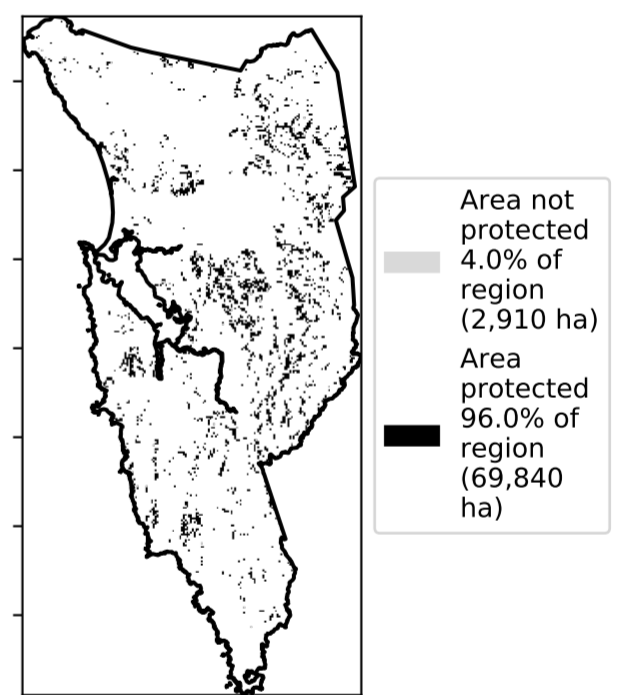 Area not
protected
4.0% of
region
(2,910 ha)
Area
protected
96.0% of
region
(69,840
ha)